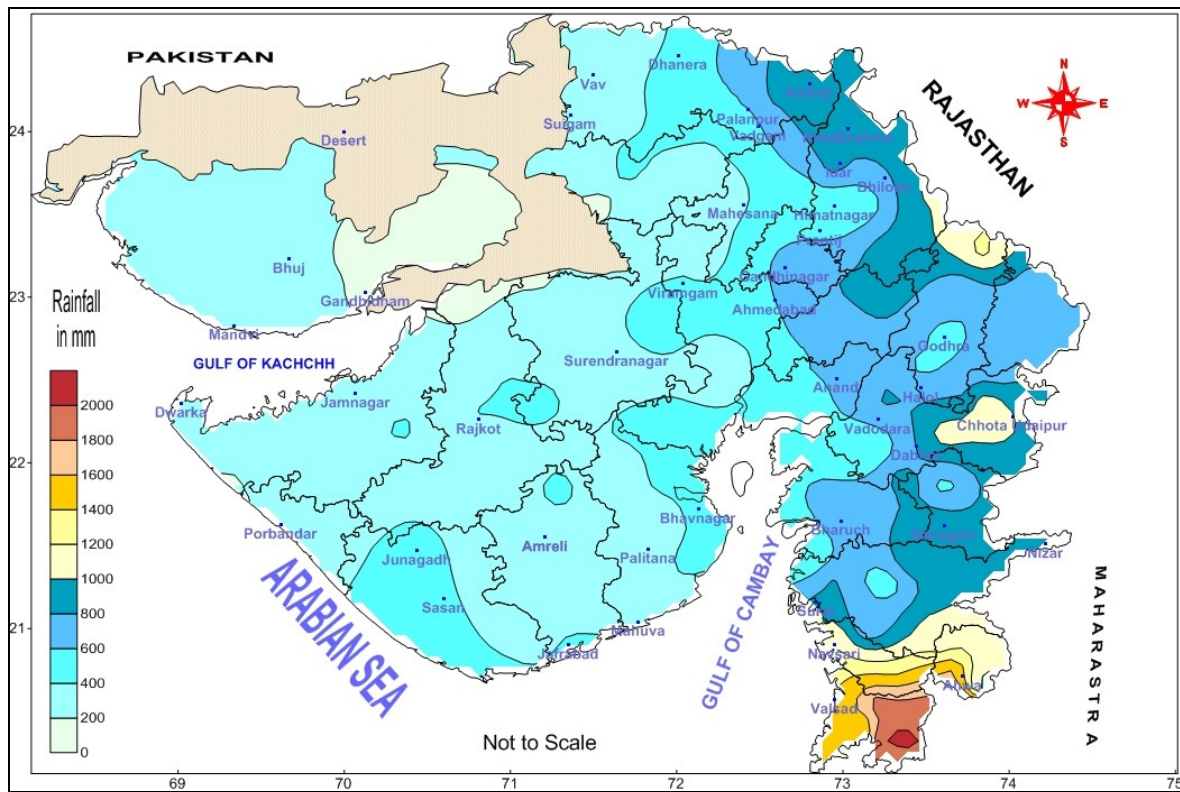 PAKISTAN
Dhanera
Vav
N
W
E
S
RAJASTHAN
24
Desert
Suigam
Palanpur
Vadgam
Idar
Bhiloda
Mahesana
Himatnagar
Prantij
Bhuj
Gandhinagar
23
Gandhidham
Viramgam
Ahmedabad
Rainfall
in mm
Mandvi
GULF OF KACHCHH
Surendranagar
Godhra
Dwarka
Jamnagar
Anand
Halol
Rajkot
Vadodara
Chhota Udaipur
22
Dabhoi
2000
1800
1600
1400
1200
1000
800
600
400
200
0
Porbandar
Bhavnagar
Bharuch
Junagadh
Amreli
Palitana
Nizar
ARABIAN SEA
Sasan
GULF OF CAMBAY
Surat
MAHARASTRA
21
Mahuva
Jafrabad
Navsari
Ahwa
Valsad
Not to Scale
69
70
71
72
73
74
75